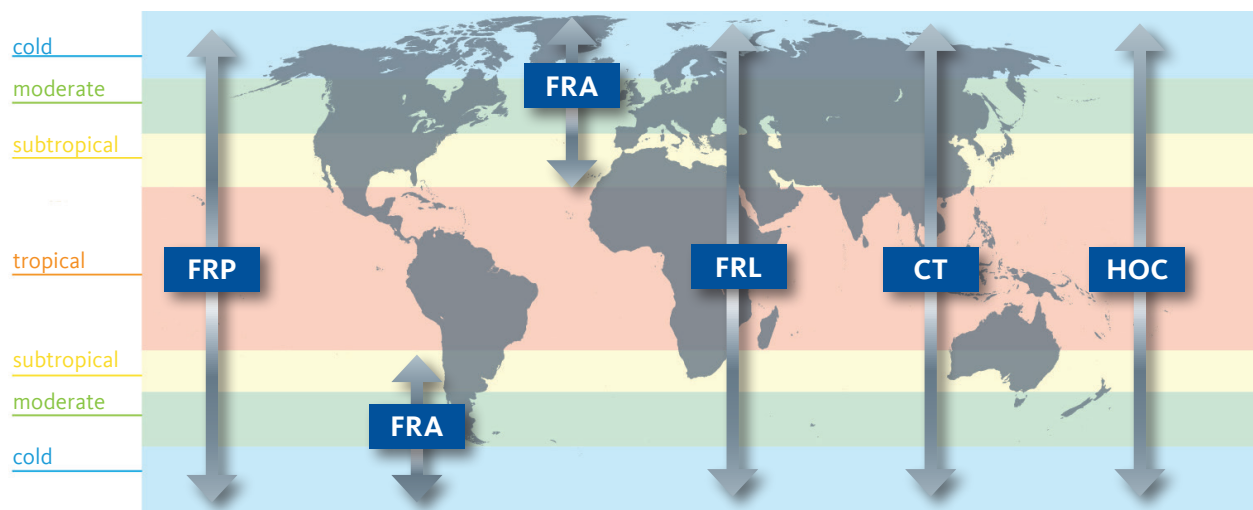 cold
moderate
subtropical
tropical
subtropical
moderate
cold
FRA
FRP
FRL
CT
HOC
FRA